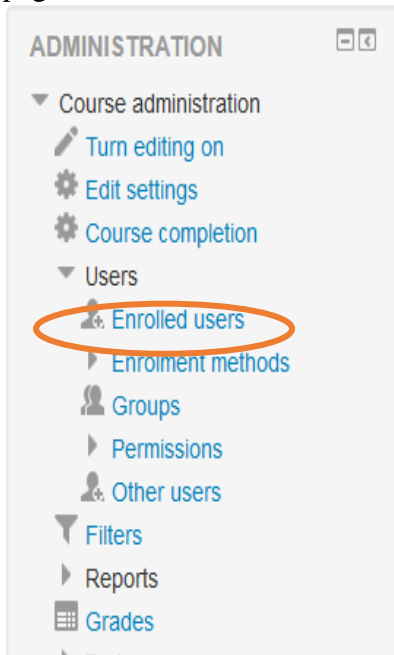 ADMINISTRATION
Course administration
Turn editing on
Edit settings
Course completion
Users
Enrolled users
Enrolment methods
Groups
Permissions
Other users
Filters
Reports
Grades